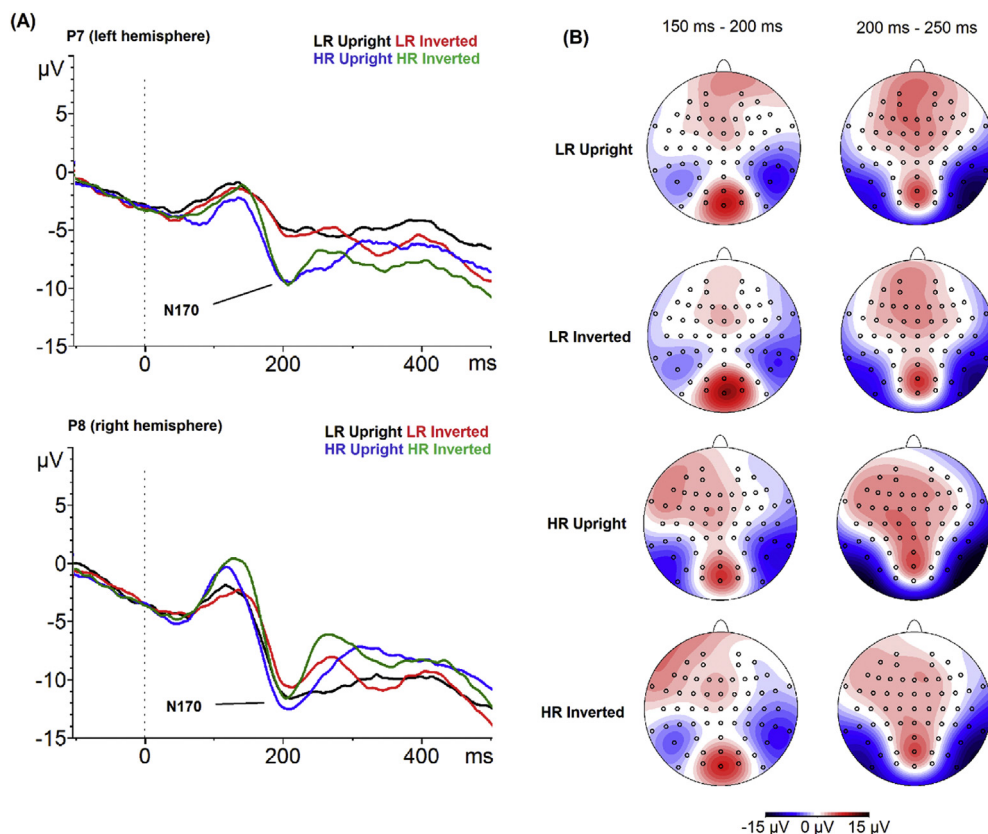 (A)
P7 (left hemisphere)
µV
LR Upright LR Inverted
HR Upright HR Inverted
5
0
-5
-10
-15
N170
0
200
400
ms
P8 (right hemisphere)
µV
LR Upright LR Inverted
HR Upright HR Inverted
5
0
-5
-10
-15
N170
0
200
400
ms
(B)
150 ms - 200 ms
200 ms - 250 ms
LR Upright
LR Inverted
HR Upright
HR Inverted
-15 µV
0 µV
15 µV